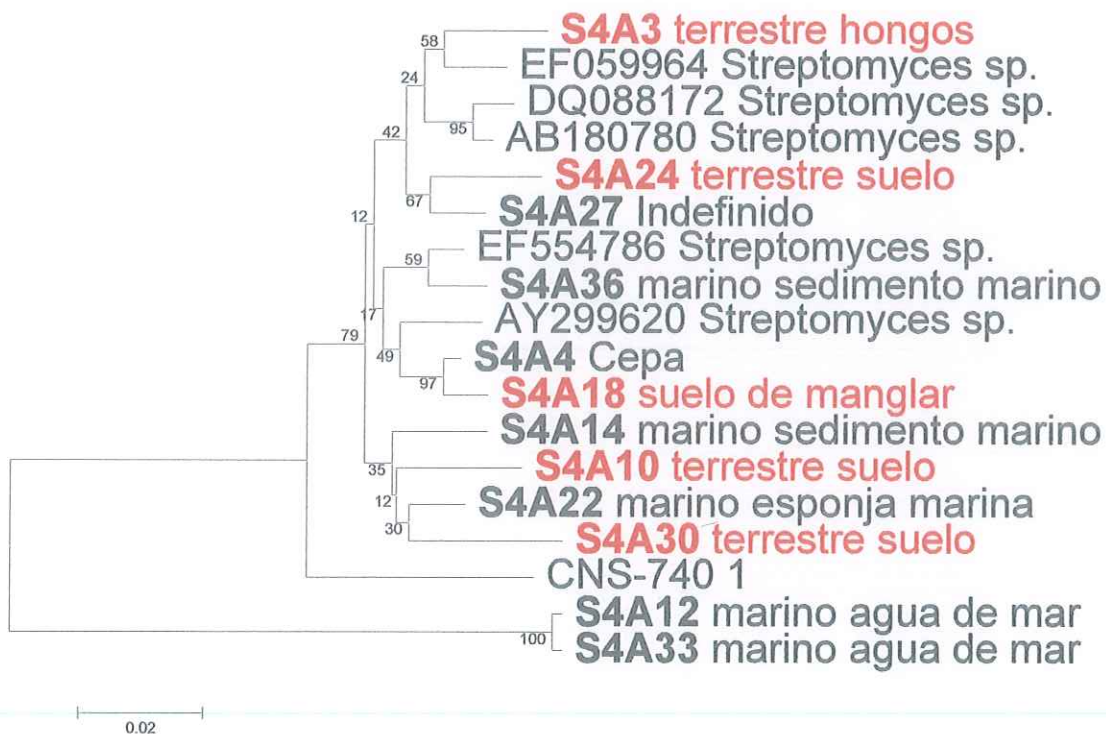 58
S4A3 terrestre hongos
EF059964 Streptomyces sp.
24
DQ088172 Streptomyces sp.
95
AB180780 Streptomyces sp.
42
S4A24 terrestre suelo
67
S4A27 Indefinido
12
EF554786 Streptomyces sp.
59
S4A36 marino sedimento marino
17
AY299620 Streptomyces sp.
79
49
S4A4 Cepa
97
S4A18 suelo de manglar
S4A14 marino sedimento marino
35
S4A10 terrestre suelo
12
S4A22 marino esponja marina
30
S4A30 terrestre suelo
CNS-740 1
S4A12 marino agua de mar
100
S4A33 marino agua de mar
0.02